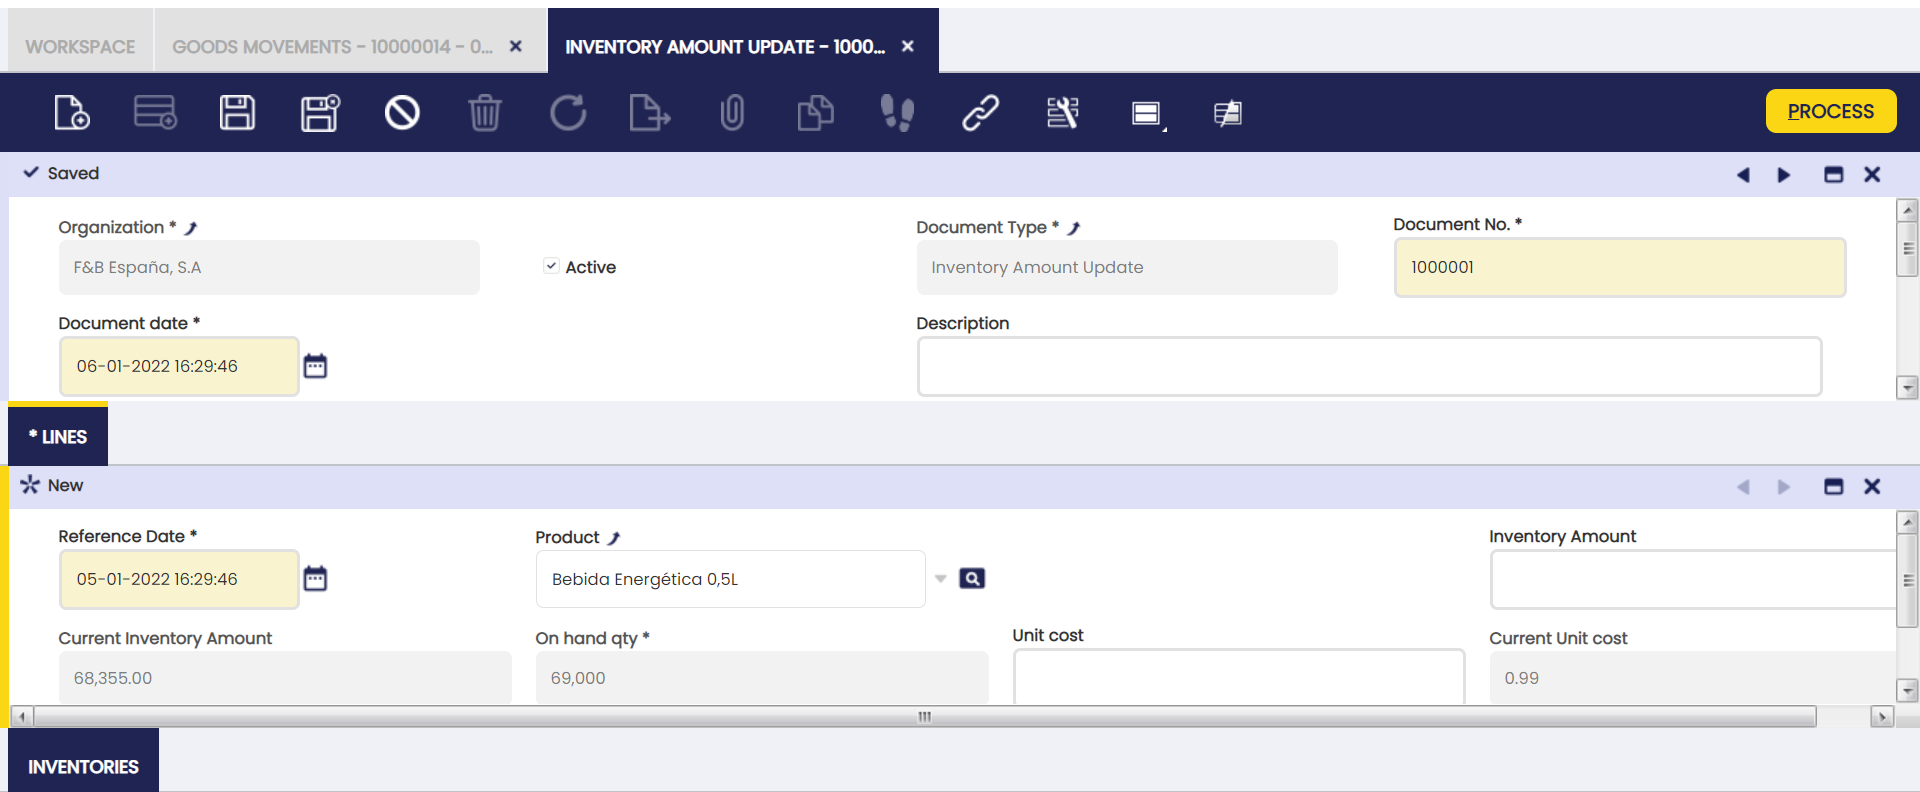 WORKSPACE
GOODS MOVEMENTS - 10000014 - 0...
INVENTORY AMOUNT UPDATE - 1000...
PROCESS
Saved
Organization *
Document Type *
Document No. *
F&B España, S.A
Active
Inventory Amount Update
1000001
Document date *
Description
06-01-2022 16:29:46
* LINES
New
Reference Date *
Product
Inventory Amount
05-01-2022 16:29:46
Bebida Energética 0,5L
Current Inventory Amount
On hand qty *
Unit cost
Current Unit cost
68,355.00
69,000
0.99
INVENTORIES